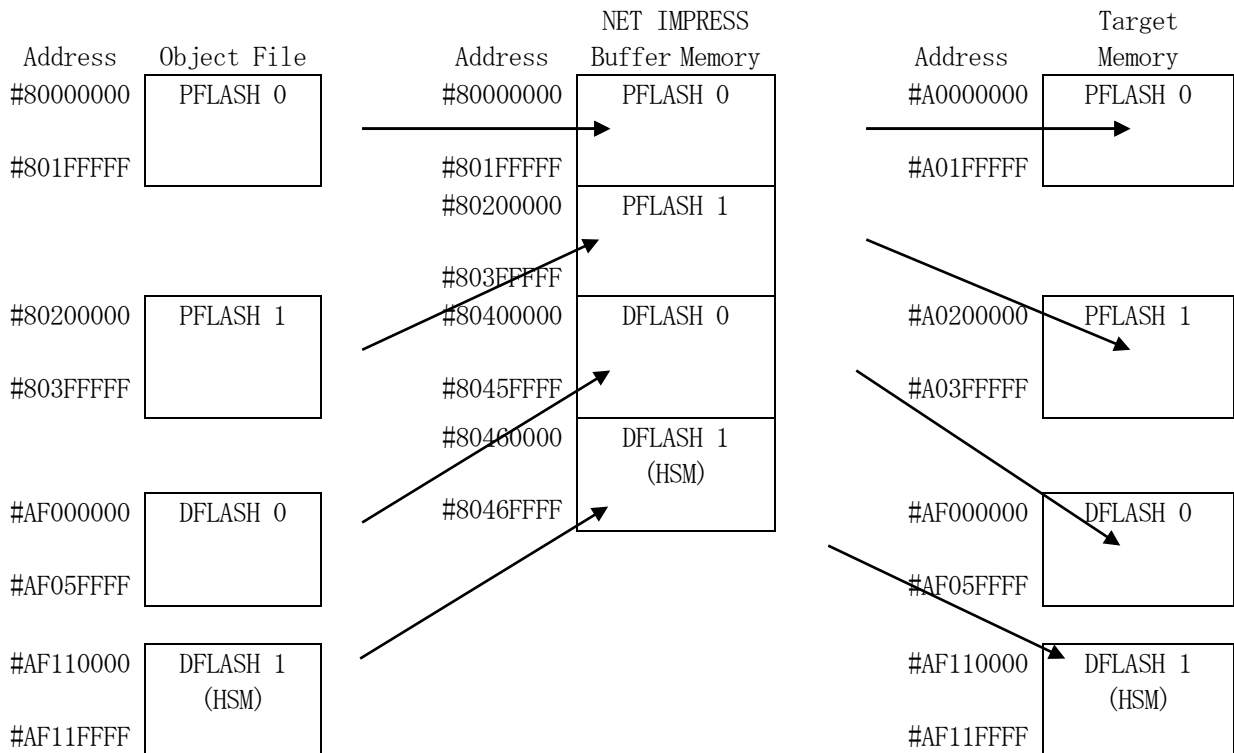 NET IMPRESS Target
Address Object File Address Buffer Memory Address Memory
#80000000 PFLASH 0 #80000000 PFLASH 0 #A0000000 PFLASH 0
#801FFFFF #801FFFFF #A01FFFFF
#80200000 PFLASH 1
#803FFFFF
#80200000 PFLASH 1 #80400000 DFLASH 0 #A0200000 PFLASH 1
#803FFFFF #8045FFFF #A03FFFFF
#80460000 DFLASH 1
(HSM)
#AF000000 DFLASH 0 #8046FFFF #AF000000 DFLASH 0
#AF05FFFF #AF05FFFF
#AF110000 DFLASH 1 #AF110000 DFLASH 1
(HSM) (HSM)
#AF11FFFF #AF11FFFF